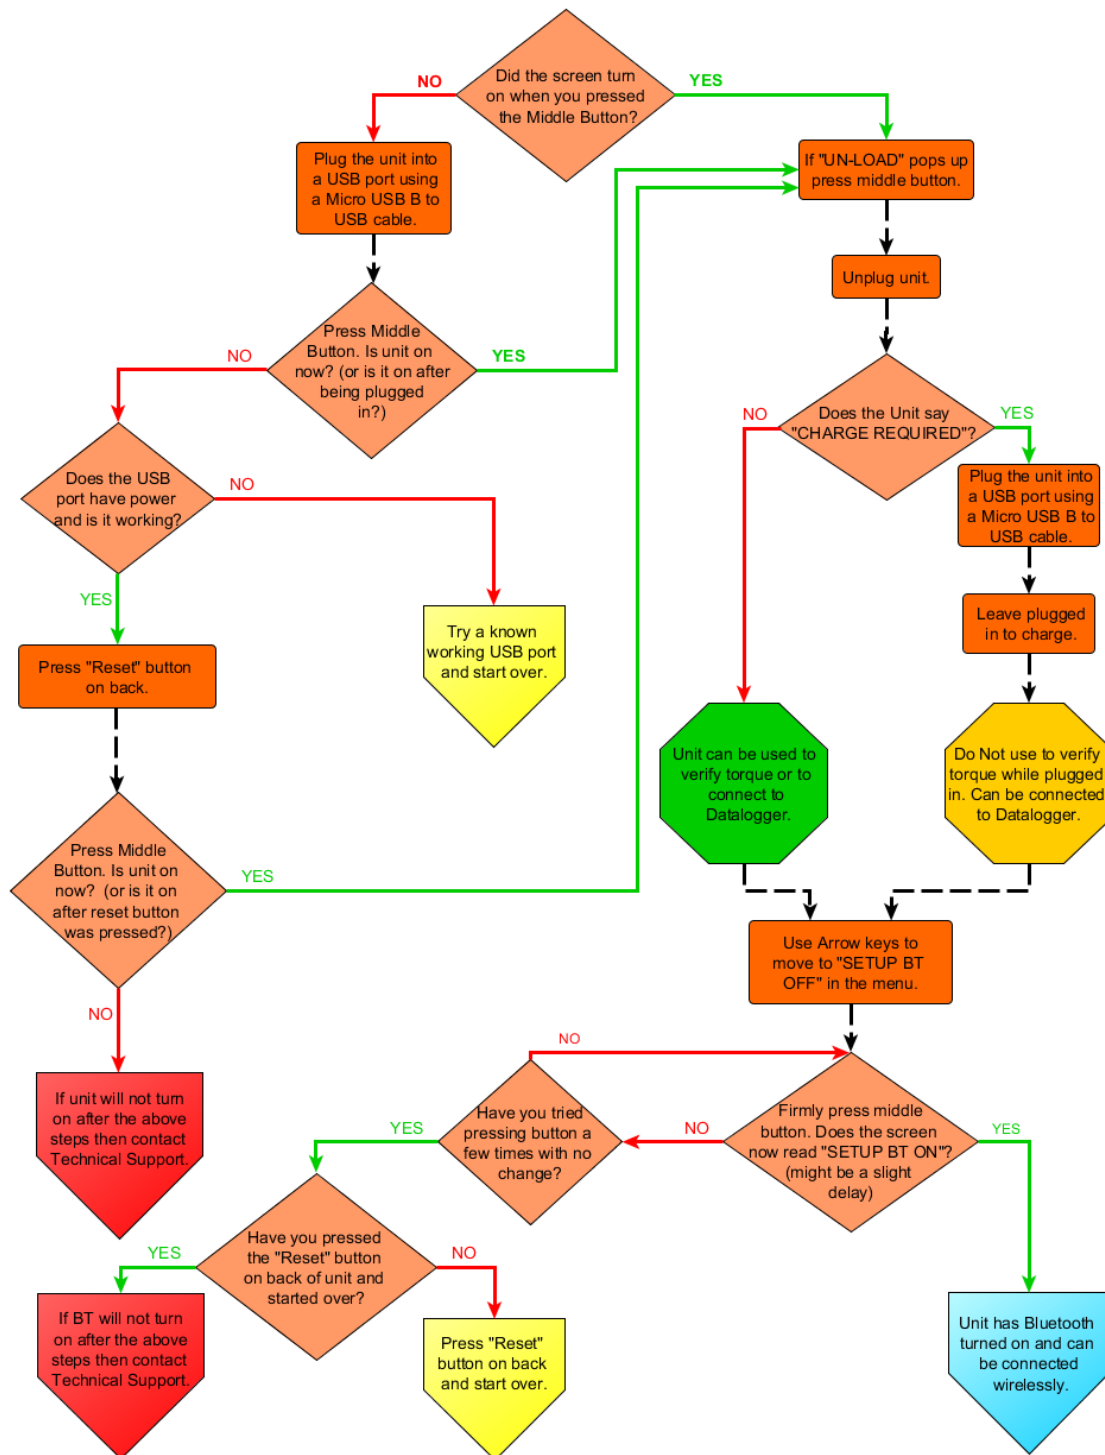 Did the screen turn
on when you pressed
the Middle Button?
NO
YES
Plug the unit into
a USB port using
a Micro USB B to
USB cable.
If "UN-LOAD" pops up
press middle button.
Unplug unit.
Press Middle
Button. Is unit on
now? (or is it on after
being plugged
in?)
NO
YES
Does the Unit say
"CHARGE REQUIRED"?
NO
YES
Does the USB
port have power
and is it working?
NO
YES
Plug the unit into
a USB port using
a Micro USB B to
USB cable.
Leave plugged
in to charge.
Try a known
working USB port
and start over.
Press "Reset" button
on back.
Unit can be used to
verify torque or to
connect to
Datalogger.
Do Not use to verify
torque while plugged
in. Can be connected
to Datalogger.
Press Middle
Button. Is unit on
now? (or is it on
after reset button
was pressed?)
YES
NO
Use Arrow keys to
move to "SETUP BT
OFF" in the menu.
If unit will not turn
on after the above
steps then contact
Technical Support.
NO
Have you tried
pressing button a
few times with no
change?
YES
NO
Firmly press middle
button. Does the screen
now read "SETUP BT ON"?
(might be a slight
delay)
YES
Have you pressed
the "Reset" button
on back of unit and
started over?
YES
NO
If BT will not turn
on after the above
steps then contact
Technical Support.
Press "Reset"
button on back
and start over.
Unit has Bluetooth
turned on and can
be connected
wirelessly.